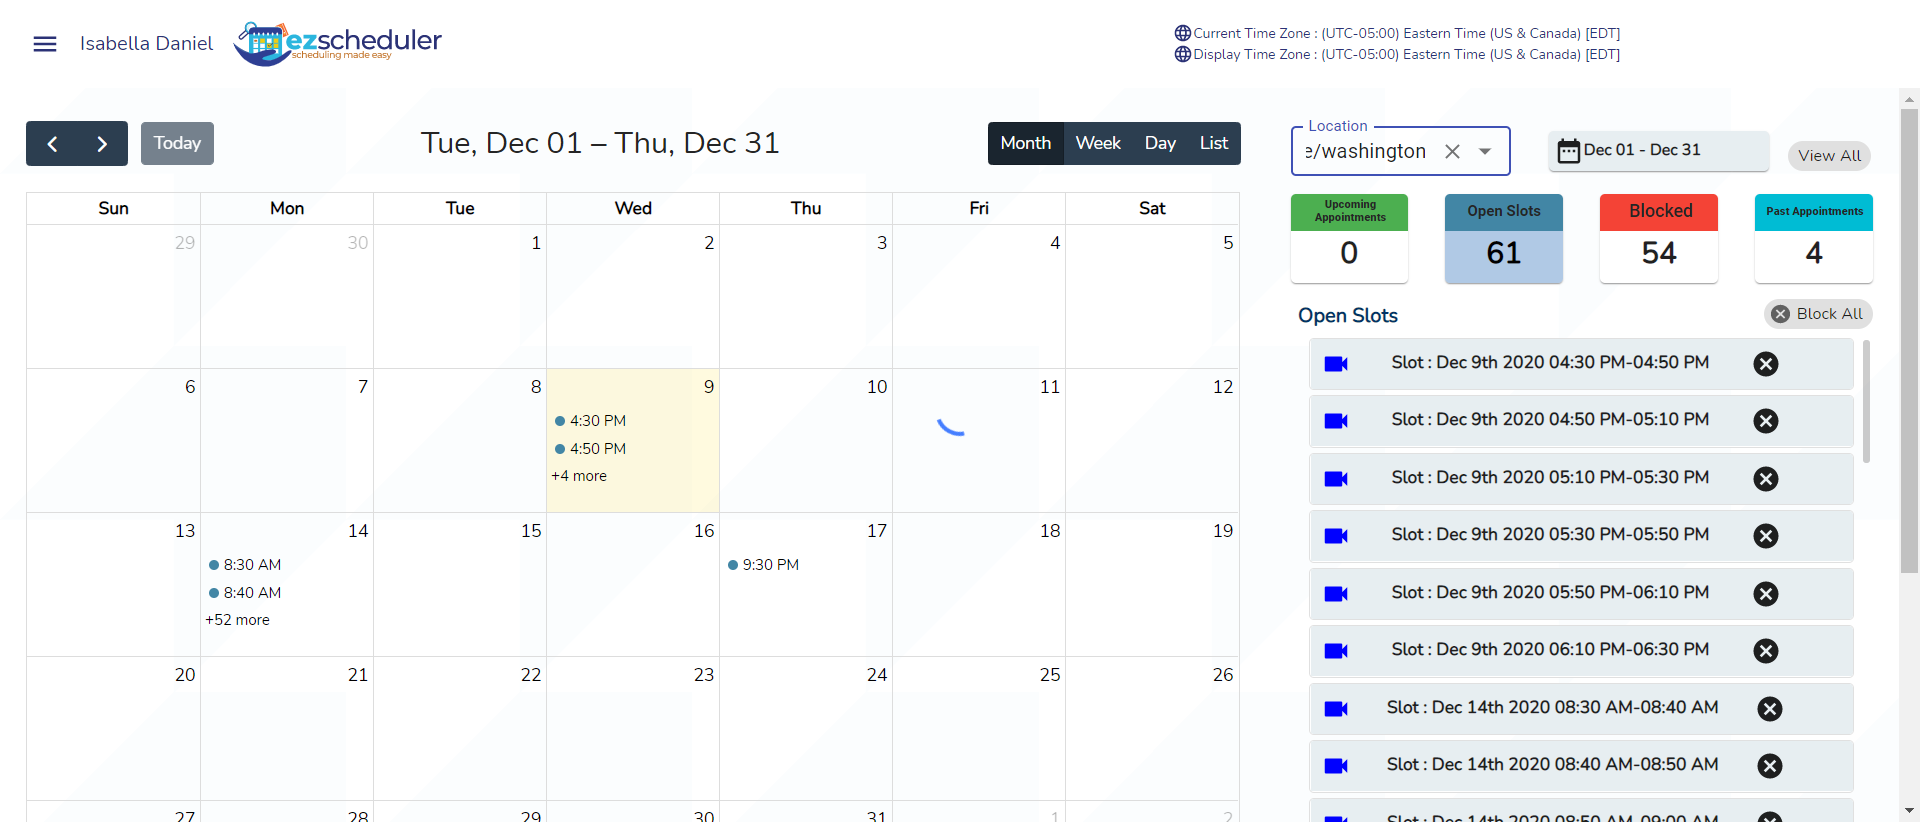 Isabella Daniel
ezscheduler
scheduling made easy
Current Time Zone : (UTC-05:00) Eastern Time (US & Canada) [EDT]
Display Time Zone : (UTC-05:00) Eastern Time (US & Canada) [EDT]
Today
Tue, Dec 01 – Thu, Dec 31
Month Week Day List
Location
e/washington
Dec 01 - Dec 31
View All
Sun Mon Tue Wed Thu Fri Sat
29 30 1 2 3 4 5
6 7 8 9 10 11 12
4:30 PM
4:50 PM
+4 more
13 14 15 16 17 18 19
8:30 AM 9:30 PM
8:40 AM
+52 more
20 21 22 23 24 25 26
27 28 29 30 31 1 2
Upcoming Appointments
0
Open Slots
61
Blocked
54
Past Appointments
4
Open Slots
Block All
Slot : Dec 9th 2020 04:30 PM-04:50 PM
Slot : Dec 9th 2020 04:50 PM-05:10 PM
Slot : Dec 9th 2020 05:10 PM-05:30 PM
Slot : Dec 9th 2020 05:30 PM-05:50 PM
Slot : Dec 9th 2020 05:50 PM-06:10 PM
Slot : Dec 9th 2020 06:10 PM-06:30 PM
Slot : Dec 14th 2020 08:30 AM-08:40 AM
Slot : Dec 14th 2020 08:40 AM-08:50 AM
Slot : Dec 14th 2020 08:50 AM-09:00 AM